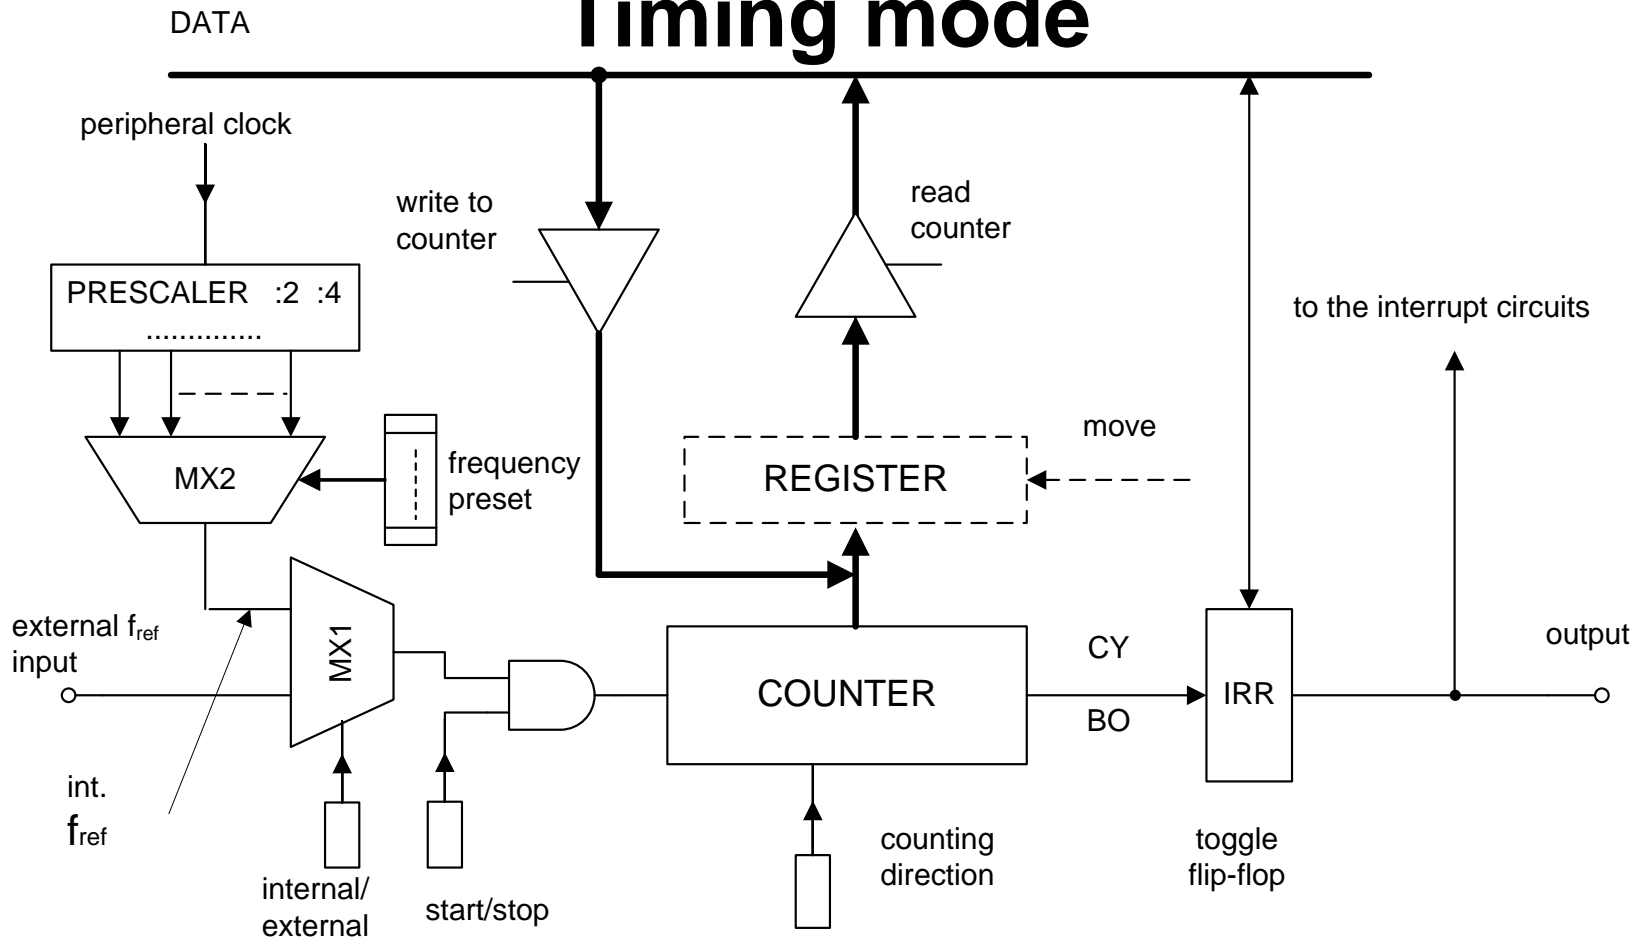 Timing mode
DATA
peripheral clock
write to
counter
read
counter
PRESCALER :2 :4
..............
to the interrupt circuits
MX2
frequency
preset
REGISTER
move
external fref
input
MX1
COUNTER
CY
BO
IRR
output
int.
fref
internal/
external
start/stop
counting
direction
toggle
flip-flop